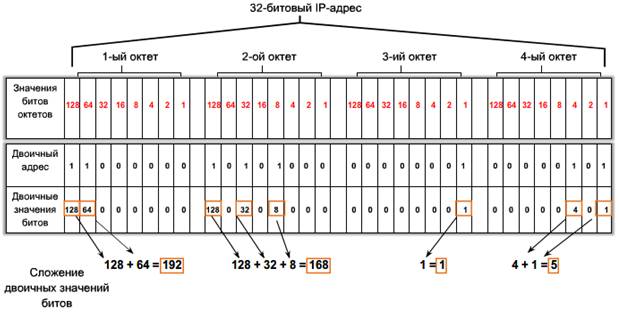 32-битовый IP-адрес
1-ый октет 2-ой октет 3-ий октет 4-ый октет
Значения
битов
октетов
128 64 32 16 8 4 2 1 128 64 32 16 8 4 2 1 128 64 32 16 8 4 2 1 128 64 32 16 8 4 2 1
Двоичный
адрес
1 1 0 0 0 0 0 0 1 0 1 0 1 0 0 0 0 0 0 0 0 0 0 1 0 0 0 0 0 1 0 1
Двоичные
значения
битов
128 64 0 0 0 0 0 0 128 0 32 0 8 0 0 0 0 0 0 0 0 0 0 1 0 0 0 0 0 4 0 1
Сложение
двоичных значений
битов
128 + 64 = 192 128 + 32 + 8 = 168 1 = 1 4 + 1 = 5